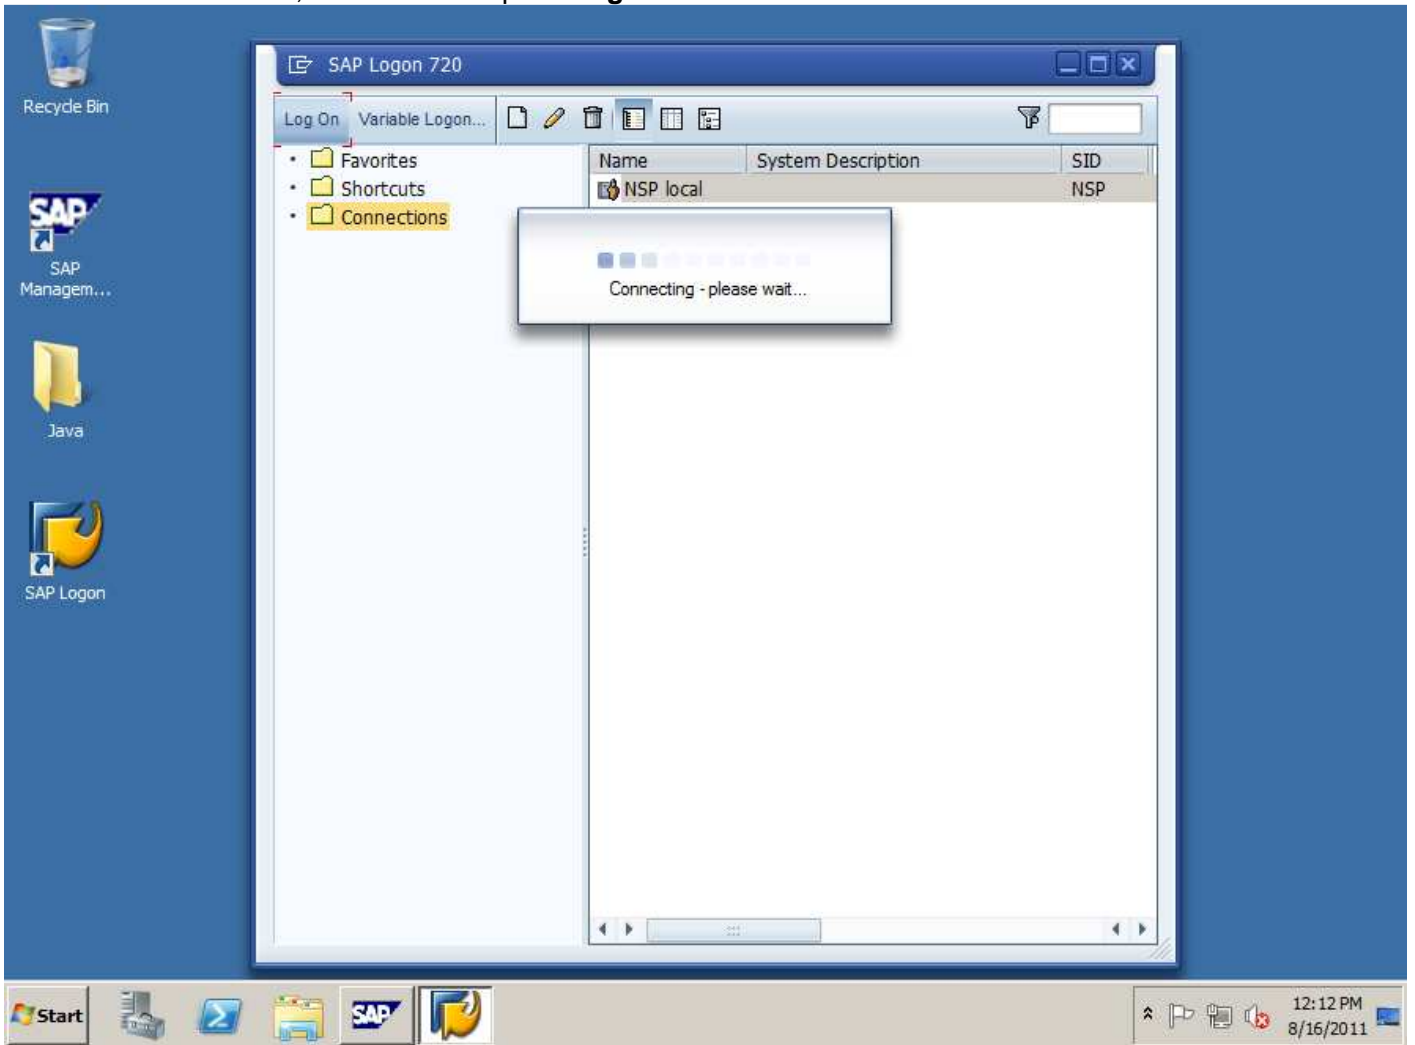 SAP Logon 720
Recycle Bin
Log On Variable Logon...
Favorites
Shortcuts
Connections
Name System Description SID
NSP local NSP
Connecting - please wait...
SAP
SAP
Managem...
Java
SAP Logon
Start
SAP
12:12 PM
8/16/2011